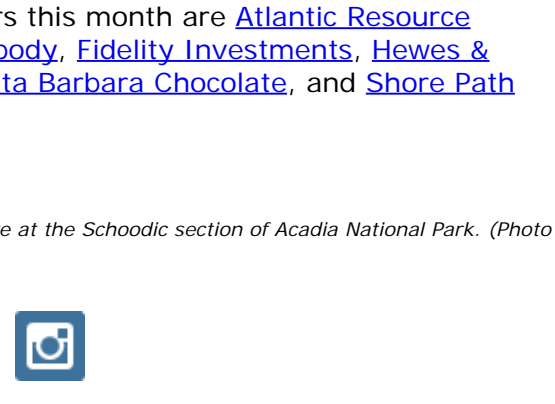 rs this month are Atlantic Resource
body, Fidelity Investments, Hewes &
ta Barbara Chocolate, and Shore Path
e at the Schoodic section of Acadia National Park. (Photo